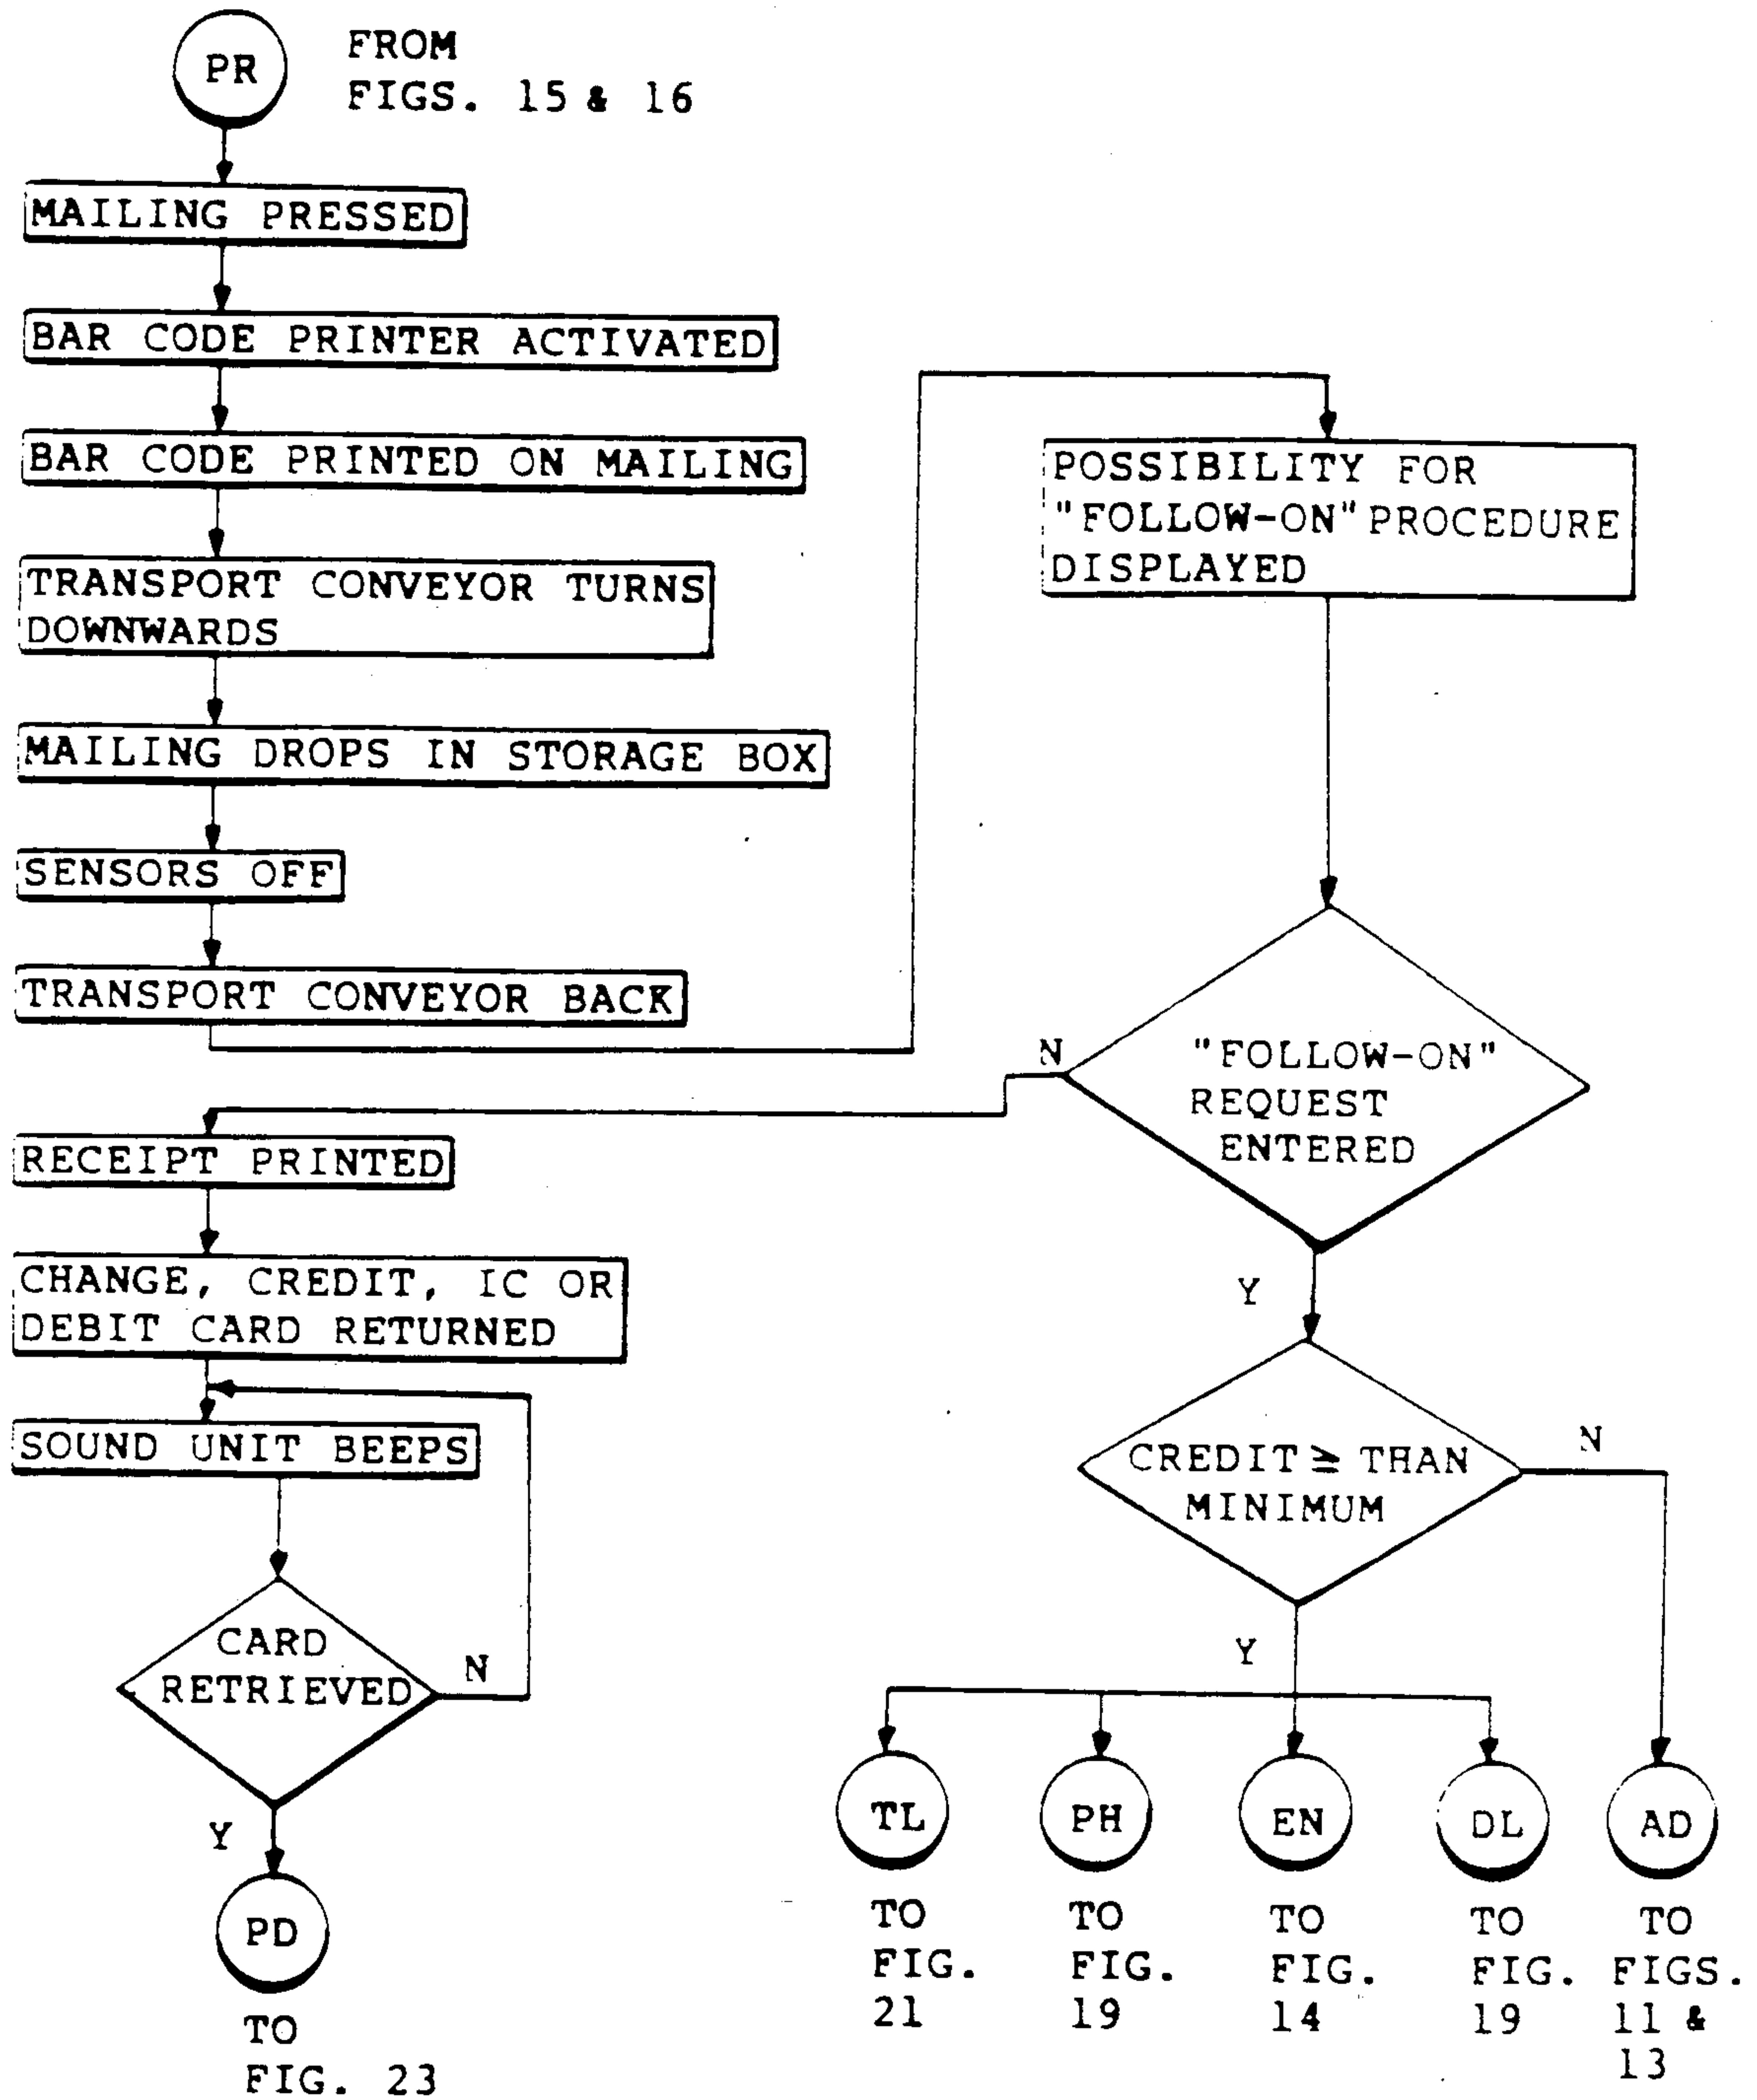 PR
FROM
FIGS. 15 & 16
MAILING PRESSED
BAR CODE PRINTER ACTIVATED
BAR CODE PRINTED ON MAILING
TRANSPORT CONVEYOR TURNS
DOWNWARDS
MAILING DROPS IN STORAGE BOX
SENSORS OFF
TRANSPORT CONVEYOR BACK
POSSIBILITY FOR
"FOLLOW-ON" PROCEDURE
DISPLAYED
"FOLLOW-ON"
REQUEST
ENTERED
N
Y
RECEIPT PRINTED
CHANGE, CREDIT, IC OR
DEBIT CARD RETURNED
SOUND UNIT BEEPS
CARD
RETRIEVED
N
Y
PD
TO
FIG. 23
CREDIT ≧ THAN
MINIMUM
N
Y
TL
TO
FIG.
21
PH
TO
FIG.
19
EN
TO
FIG.
14
DL
TO
FIG.
19
AD
TO
FIGS.
11 &
13